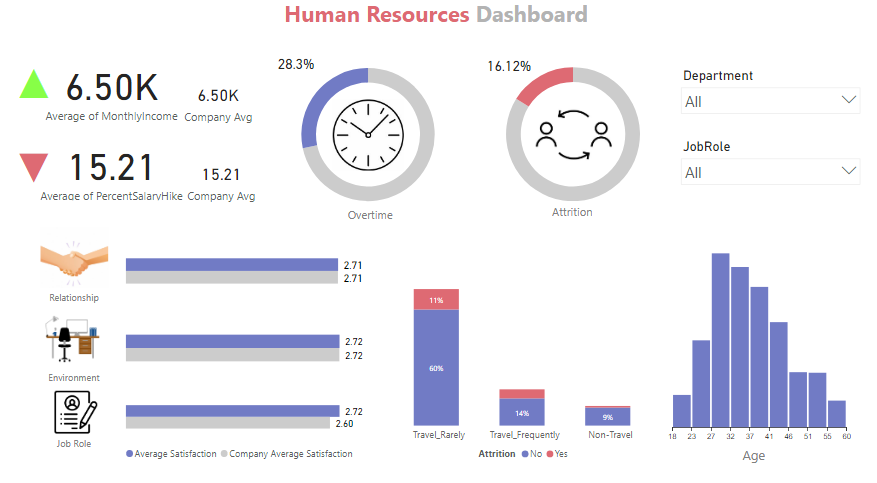 Human Resources Dashboard
6.50K
Average of MonthlyIncome
6.50K
Company Avg
15.21
Average of PercentSalaryHike
15.21
Company Avg
28.3%
Overtime
16.12%
Attrition
Department
All
JobRole
All
Relationship
2.71
2.71
Environment
2.72
2.72
Job Role
2.72
2.60
Average Satisfaction Company Average Satisfaction
11%
60%
14%
9%
Travel_Rarely Travel_Frequently Non-Travel
Attrition No Yes
18 23 27 32 37 41 46 51 55 60
Age